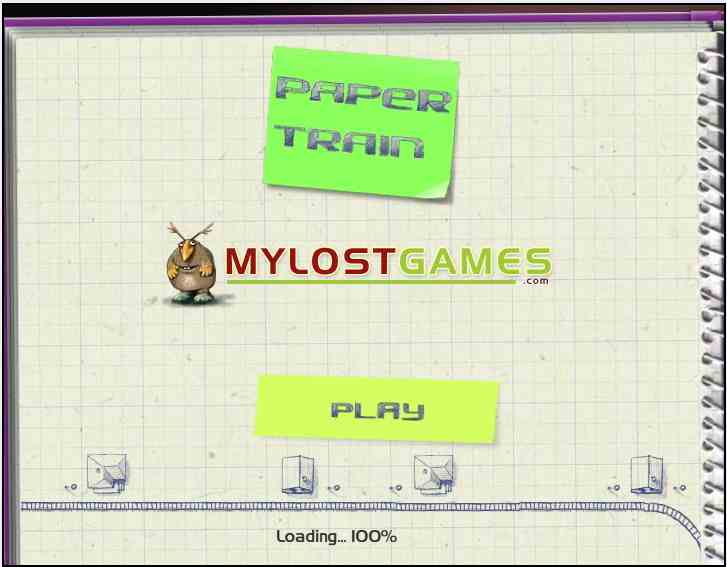 PAPER
TRAIN
MYLOSTGAMES
.com
PLAY
Loading... 100%